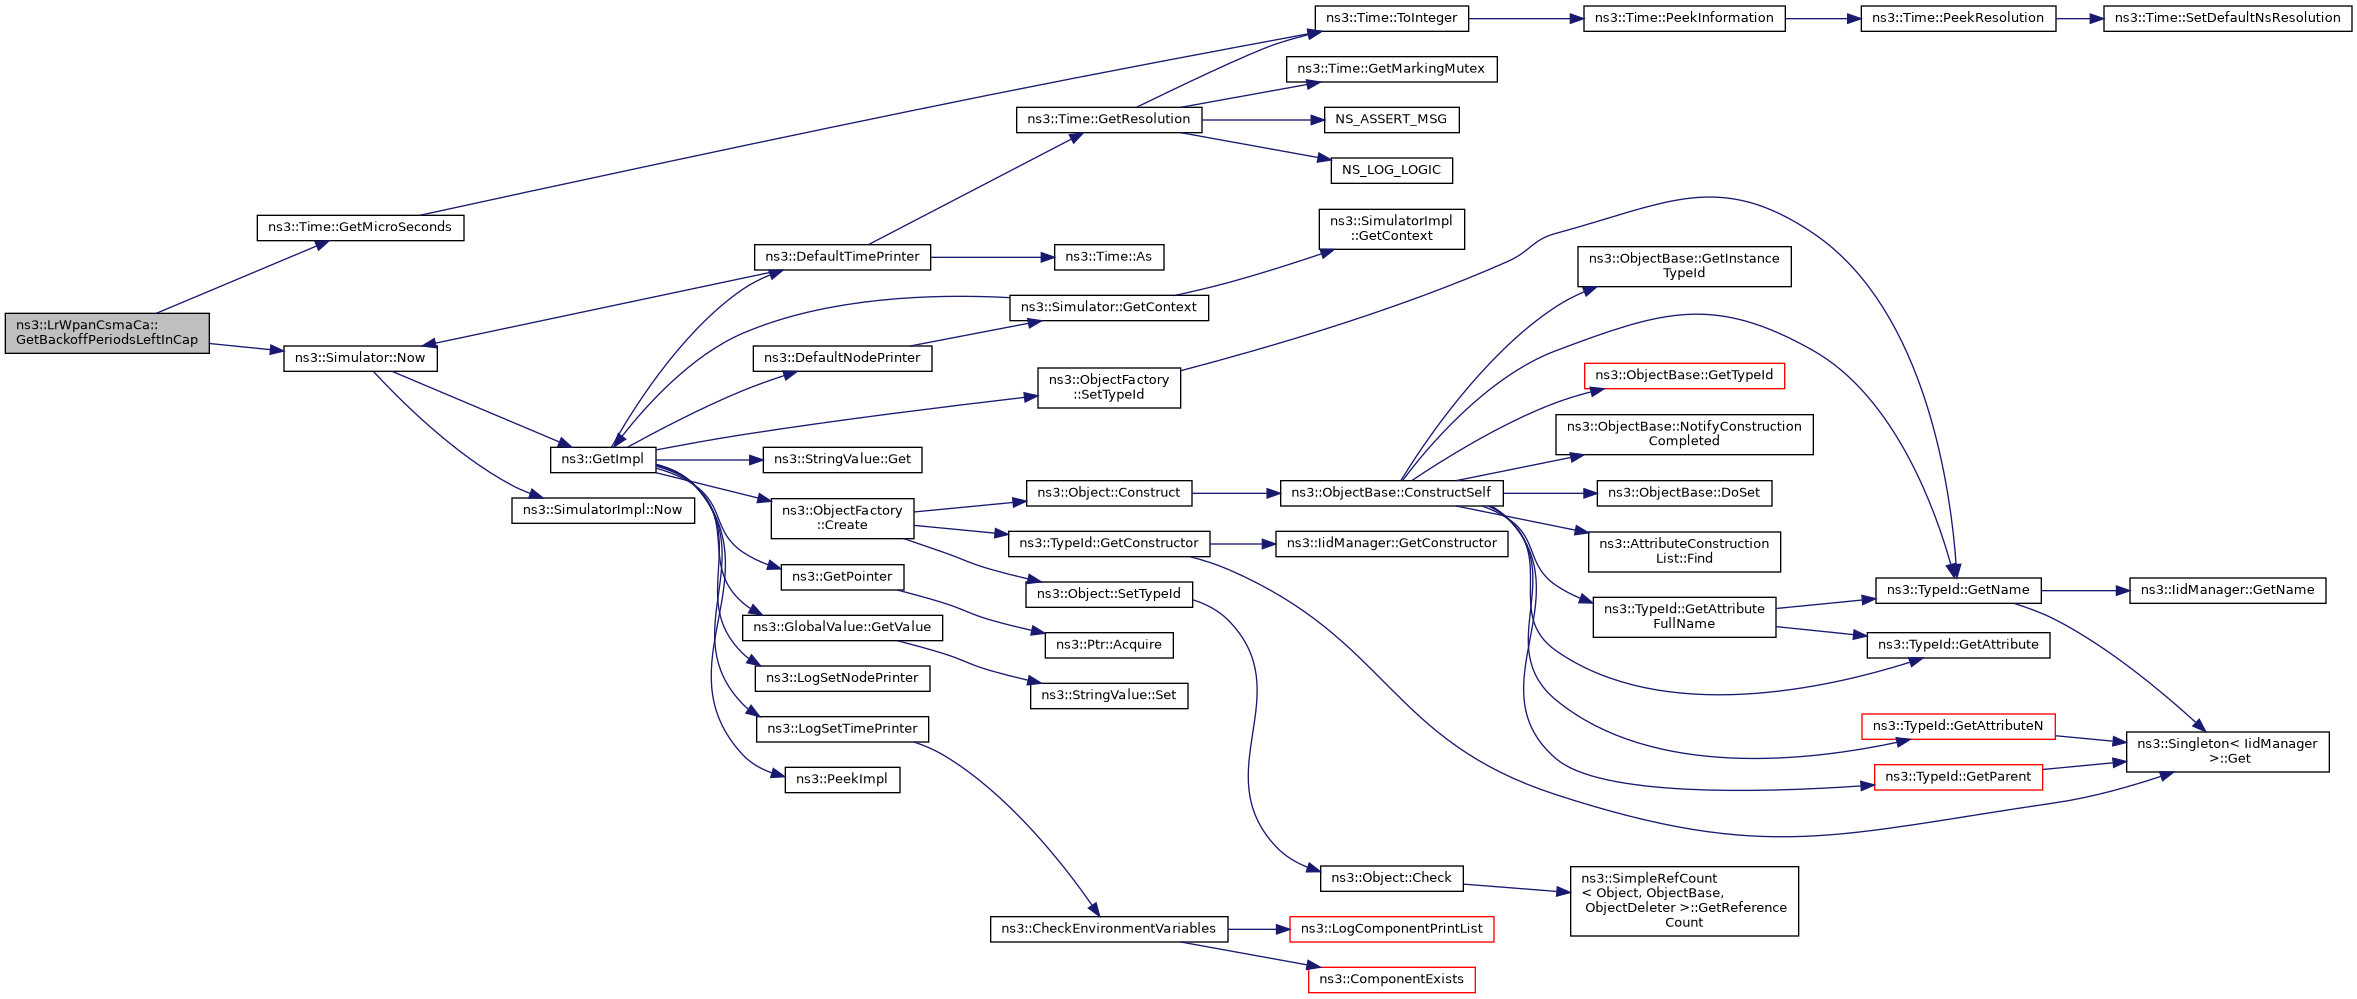 ns3::Time::ToInteger
ns3::Time::PeekInformation
ns3::Time::PeekResolution
ns3::Time::SetDefaultNsResolution
ns3::Time::GetMarkingMutex
ns3::Time::GetResolution
NS_ASSERT_MSG
NS_LOG_LOGIC
ns3::Time::GetMicroSeconds
ns3::SimulatorImpl
::GetContext
ns3::DefaultTimePrinter
ns3::Time::As
ns3::ObjectBase::GetInstance
TypeId
ns3::Simulator::GetContext
ns3::LrWpanCsmaCa::
GetBackoffPeriodsLeftInCap
ns3::Simulator::Now
ns3::DefaultNodePrinter
ns3::ObjectFactory
::SetTypeId
ns3::ObjectBase::GetTypeId
ns3::ObjectBase::NotifyConstruction
Completed
ns3::GetImpl
ns3::StringValue::Get
ns3::Object::Construct
ns3::ObjectBase::ConstructSelf
ns3::ObjectBase::DoSet
ns3::SimulatorImpl::Now
ns3::ObjectFactory
::Create
ns3::TypeId::GetConstructor
ns3::IidManager::GetConstructor
ns3::AttributeConstruction
List::Find
ns3::GetPointer
ns3::Object::SetTypeId
ns3::TypeId::GetName
ns3::IidManager::GetName
ns3::TypeId::GetAttribute
FullName
ns3::GlobalValue::GetValue
ns3::Ptr::Acquire
ns3::TypeId::GetAttribute
ns3::LogSetNodePrinter
ns3::StringValue::Set
ns3::LogSetTimePrinter
ns3::TypeId::GetAttributeN
ns3::Singleton< IidManager
>::Get
ns3::PeekImpl
ns3::TypeId::GetParent
ns3::Object::Check
ns3::SimpleRefCount
< Object, ObjectBase,
ObjectDeleter >::GetReference
Count
ns3::CheckEnvironmentVariables
ns3::LogComponentPrintList
ns3::ComponentExists